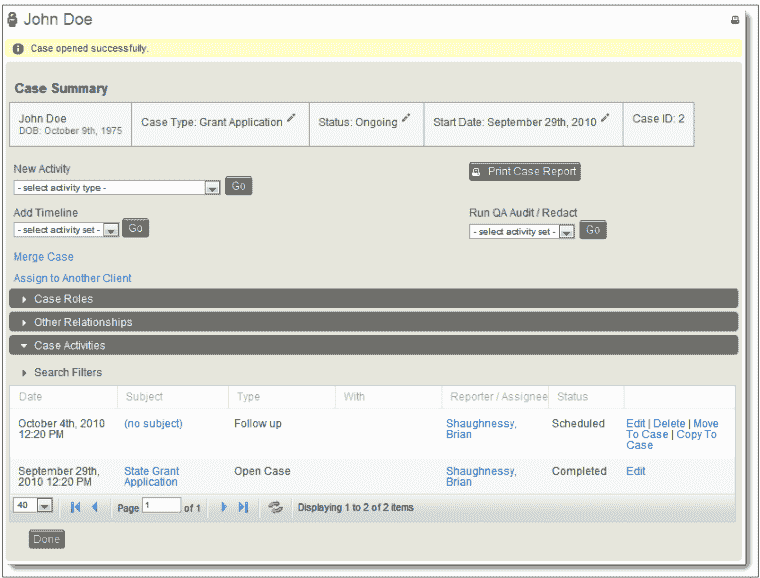 John Doe
Case opened successfully.
Case Summary
John Doe
DOB: October 9th, 1975
Case Type: Grant Application
Status: Ongoing
Start Date: September 29th, 2010
Case ID: 2
New Activity
- select activity type -
Go
Print Case Report
Add Timeline
- select activity set -
Go
Run QA Audit / Redact
- select activity set -
Go
Merge Case
Assign to Another Client
Case Roles
Other Relationships
Case Activities
Search Filters
Date Subject Type With Reporter / Assignee Status
October 4th, 2010
12:20 PM
(no subject)
Follow up
Shaughnessy,
Brian
Scheduled
Edit | Delete | Move
To Case | Copy To
Case
September 29th,
2010 12:20 PM
State Grant
Application
Open Case
Shaughnessy,
Brian
Completed
Edit
40
Page 1 of 1
Displaying 1 to 2 of 2 items
Done